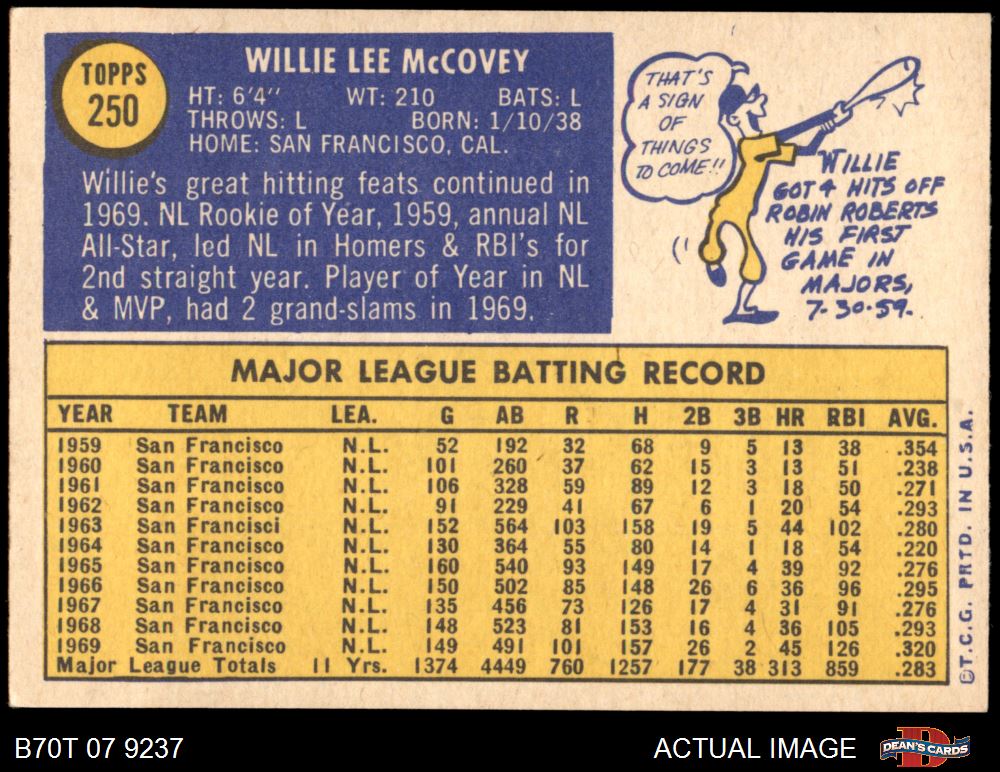 TOPPS
250
WILLIE LEE McCOVEY
HT: 6'4" WT: 210 BATS: L
THROWS: L BORN: 1/10/38
HOME: SAN FRANCISCO, CAL.
Willie's great hitting feats continued in
1969. NL Rookie of Year, 1959, annual NL
All-Star, led NL in Homers & RBI's for
2nd straight year. Player of Year in NL
& MVP, had 2 grand-slams in 1969.
THAT'S
A SIGN
OF
THINGS
TO COME!!
WILLIE
GOT 4 HITS OFF
ROBIN ROBERTS
HIS FIRST
GAME IN
MAJORS,
7-30-59.
MAJOR LEAGUE BATTING RECORD
YEAR TEAM LEA. G AB R H 2B 3B HR RBI AVG.
1959 San Francisco N.L. 52 192 32 68 9 5 13 38 .354
1960 San Francisco N.L. 101 260 37 62 15 3 13 51 .238
1961 San Francisco N.L. 106 328 59 89 12 3 18 50 .271
1962 San Francisco N.L. 91 229 41 67 6 1 20 54 .293
1963 San Francisci N.L. 152 564 103 158 19 5 44 102 .280
1964 San Francisco N.L. 130 364 55 80 14 1 18 54 .220
1965 San Francisco N.L. 160 540 93 149 17 4 39 92 .276
1966 San Francisco N.L. 150 502 85 148 26 6 36 96 .295
1967 San Francisco N.L. 135 456 73 126 17 4 31 91 .276
1968 San Francisco N.L. 148 523 81 153 16 4 36 105 .293
1969 San Francisco N.L. 149 491 101 157 26 2 45 126 .320
Major League Totals 11 Yrs. 1374 4449 760 1257 177 38 313 859 .283
©T.C.G. PRTD. IN U.S.A.
B70T 07 9237
ACTUAL IMAGE
DEAN'S CARDS